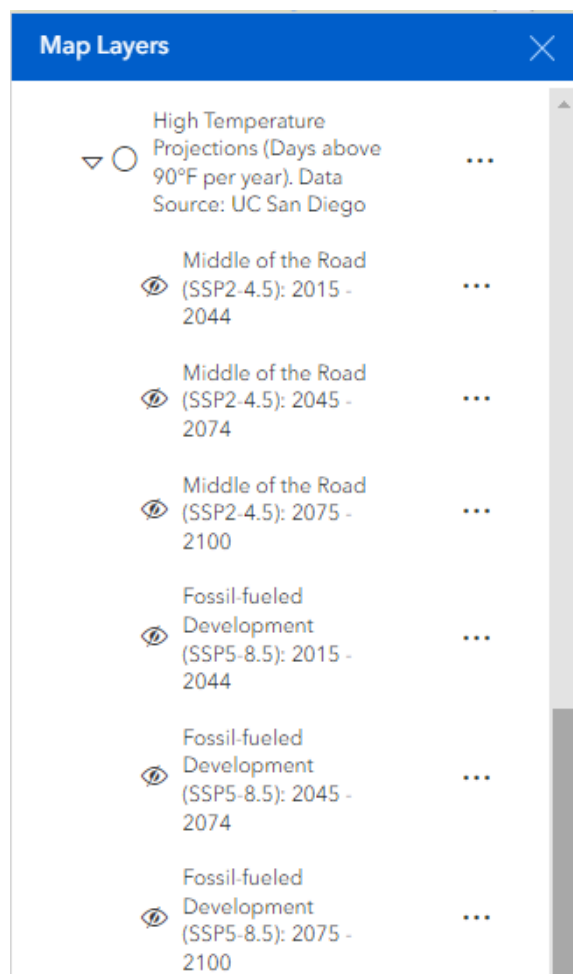 Map Layers
High Temperature
Projections (Days above
90°F per year). Data
Source: UC San Diego
Middle of the Road
(SSP2-4.5): 2015 -
2044
Middle of the Road
(SSP2-4.5): 2045 -
2074
Middle of the Road
(SSP2-4.5): 2075 -
2100
Fossil-fueled
Development
(SSP5-8.5): 2015 -
2044
Fossil-fueled
Development
(SSP5-8.5): 2045 -
2074
Fossil-fueled
Development
(SSP5-8.5): 2075 -
2100